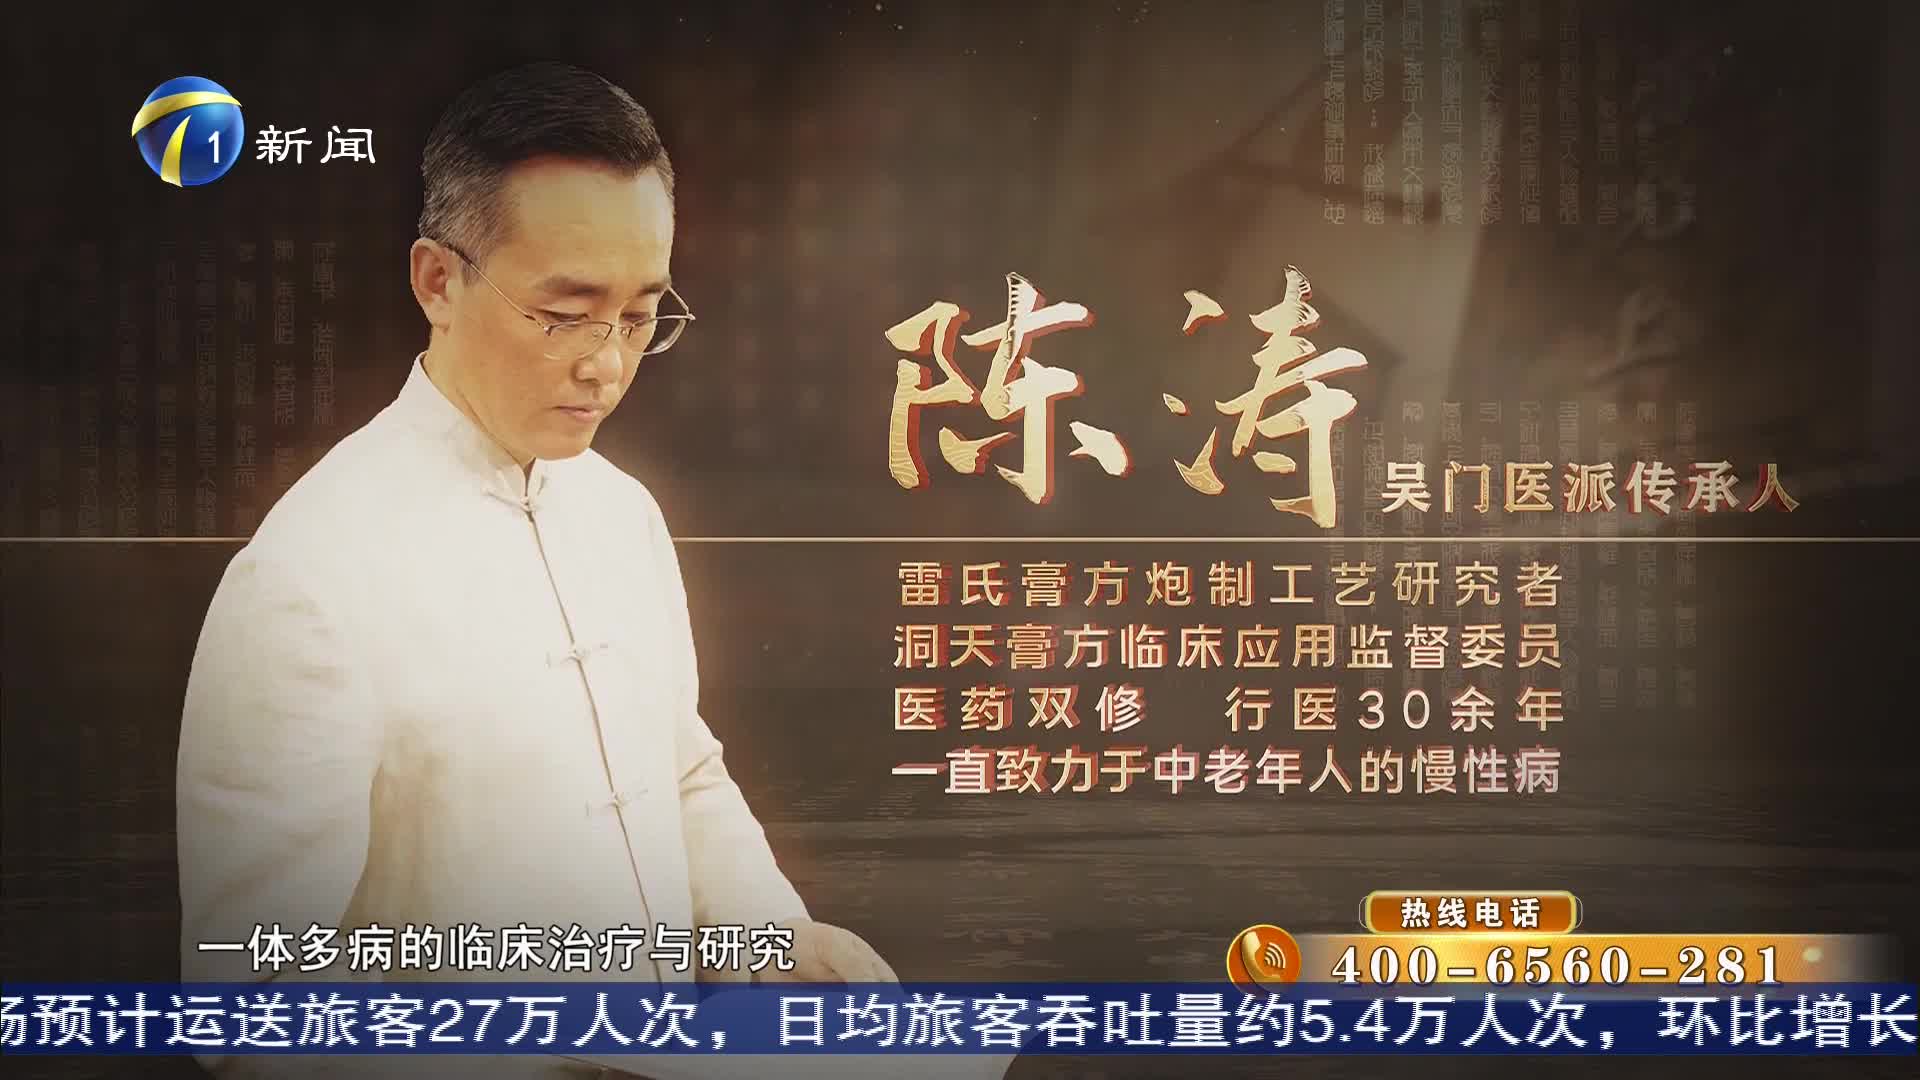 1 新闻
陈涛
吴门医派传承人
雷氏膏方炮制工艺研究者
洞天膏方临床应用监督委员
医药双修 行医30余年
一直致力于中老年人的慢性病
热线电话
400-6560-281
一体多病的临床治疗与研究
场预计运送旅客27万人次，日均旅客吞吐量约5.4万人次，环比增长